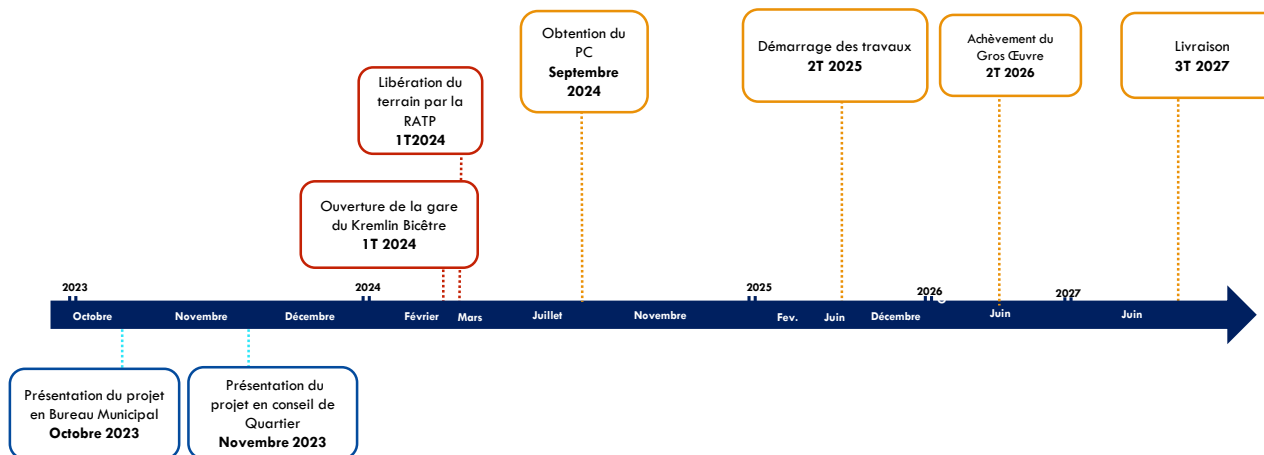 Obtention du
PC
Septembre
2024
Démarrage des travaux
2T 2025
Achèvement du
Gros Œuvre
2T 2026
Livraison
3T 2027
Libération du
terrain par la
RATP
1T2024
Ouverture de la gare
du Kremlin Bicêtre
1T 2024
2023
2024
2025
2026
2027
Octobre
Novembre
Décembre
Février
Mars
Juillet
Novembre
Fev.
Juin
Décembre
Juin
Juin
Présentation du projet
en Bureau Municipal
Octobre 2023
Présentation du
projet en conseil de
Quartier
Novembre 2023